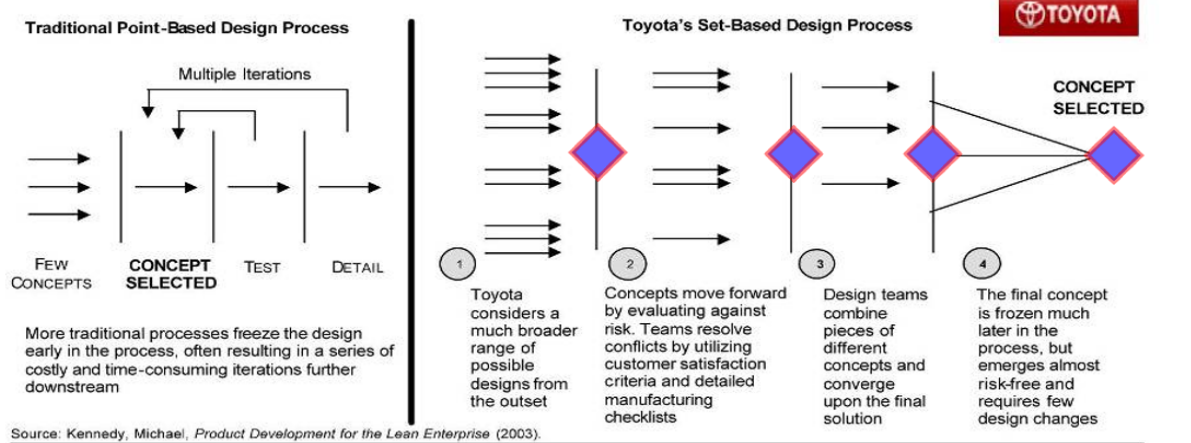 Traditional Point-Based Design Process
Multiple Iterations
FEW
CONCEPTS
CONCEPT
SELECTED
TEST
DETAIL
More traditional processes freeze the design
early in the process, often resulting in a series of
costly and time-consuming iterations further
downstream
Toyota's Set-Based Design Process
TOYOTA
CONCEPT
SELECTED
1
Toyota
considers a
much broader
range of
possible
designs from
the outset
2
Concepts move forward
by evaluating against
risk. Teams resolve
conflicts by utilizing
customer satisfaction
criteria and detailed
manufacturing
checklists
3
Design teams
combine
pieces of
different
concepts and
converge
upon the final
solution
4
The final concept
is frozen much
later in the
process, but
emerges almost
risk-free and
requires few
design changes
Source: Kennedy, Michael, Product Development for the Lean Enterprise (2003).